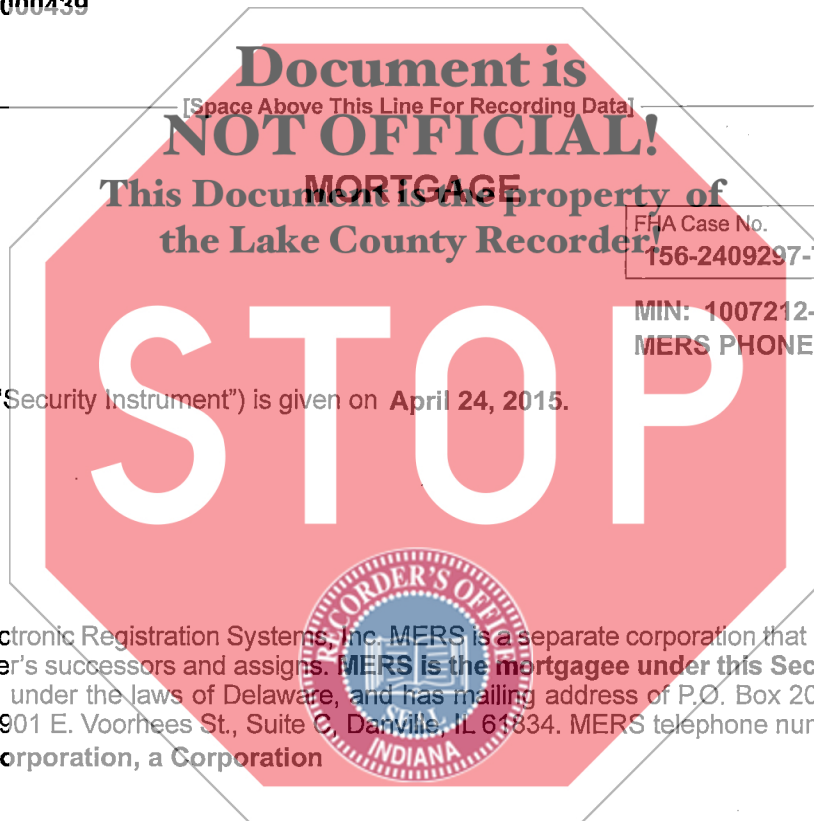 000439
Document is
[Space Above This Line For Recording Data]
NOT OFFICIAL!
MORTGAGE
This Document is the property of
the Lake County Recorder!
FHA Case No.
156-2409297-
MIN: 1007212-
MERS PHONE
"Security Instrument") is given on April 24, 2015.
STOP
RECORDER'S OFFICE
ctronic Registration Systems, Inc. MERS is a separate corporation that
er's successors and assigns. MERS is the mortgagee under this Sec
under the laws of Delaware, and has mailing address of P.O. Box 20
901 E. Voorhees St., Suite C, Danville, IL 61834. MERS telephone nu
SEAL
INDIANA
orporation, a Corporation